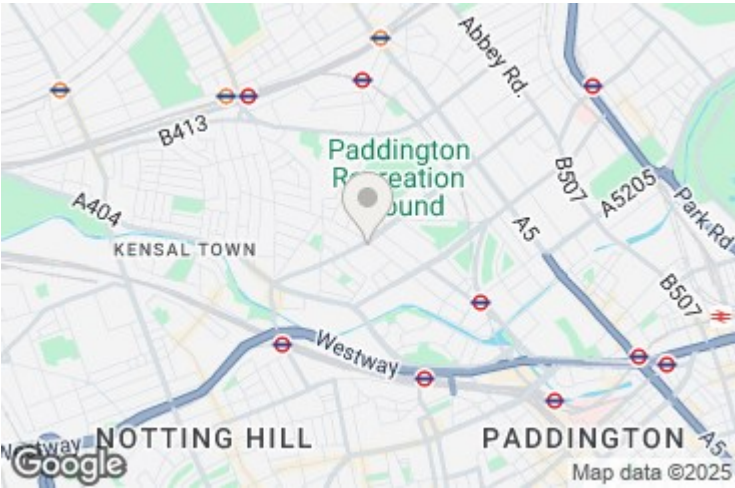 Abbey Rd.
B413
Paddington
Recreation
Ground
B507
A5205
A404
A5
Park Rd
KENSAL TOWN
B507
Westway
Westway
NOTTING HILL
PADDINGTON
A5
Google
Map data ©2025